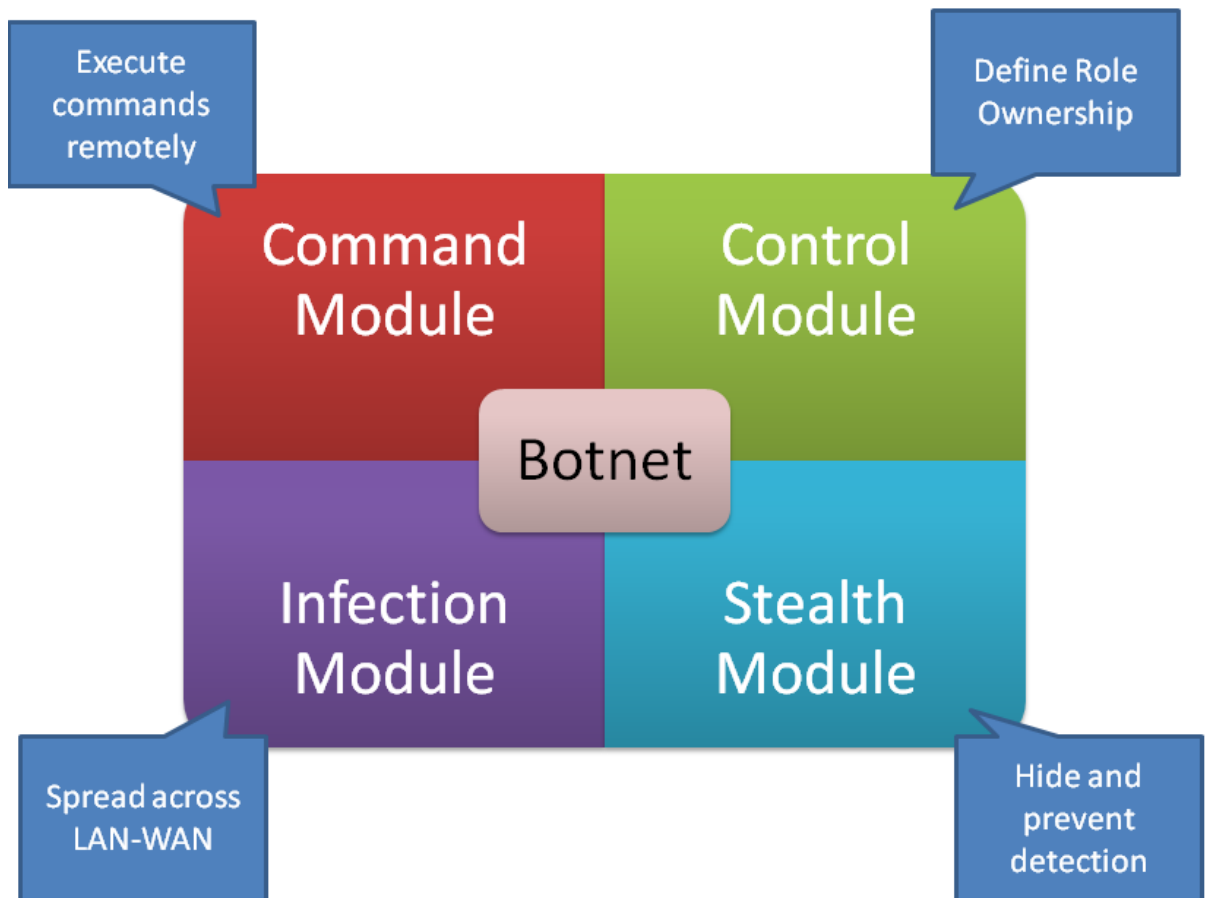 Execute
commands
remotely
Define Role
Ownership
Command
Module
Control
Module
Botnet
Infection
Module
Stealth
Module
Spread across
LAN-WAN
Hide and
prevent
detection